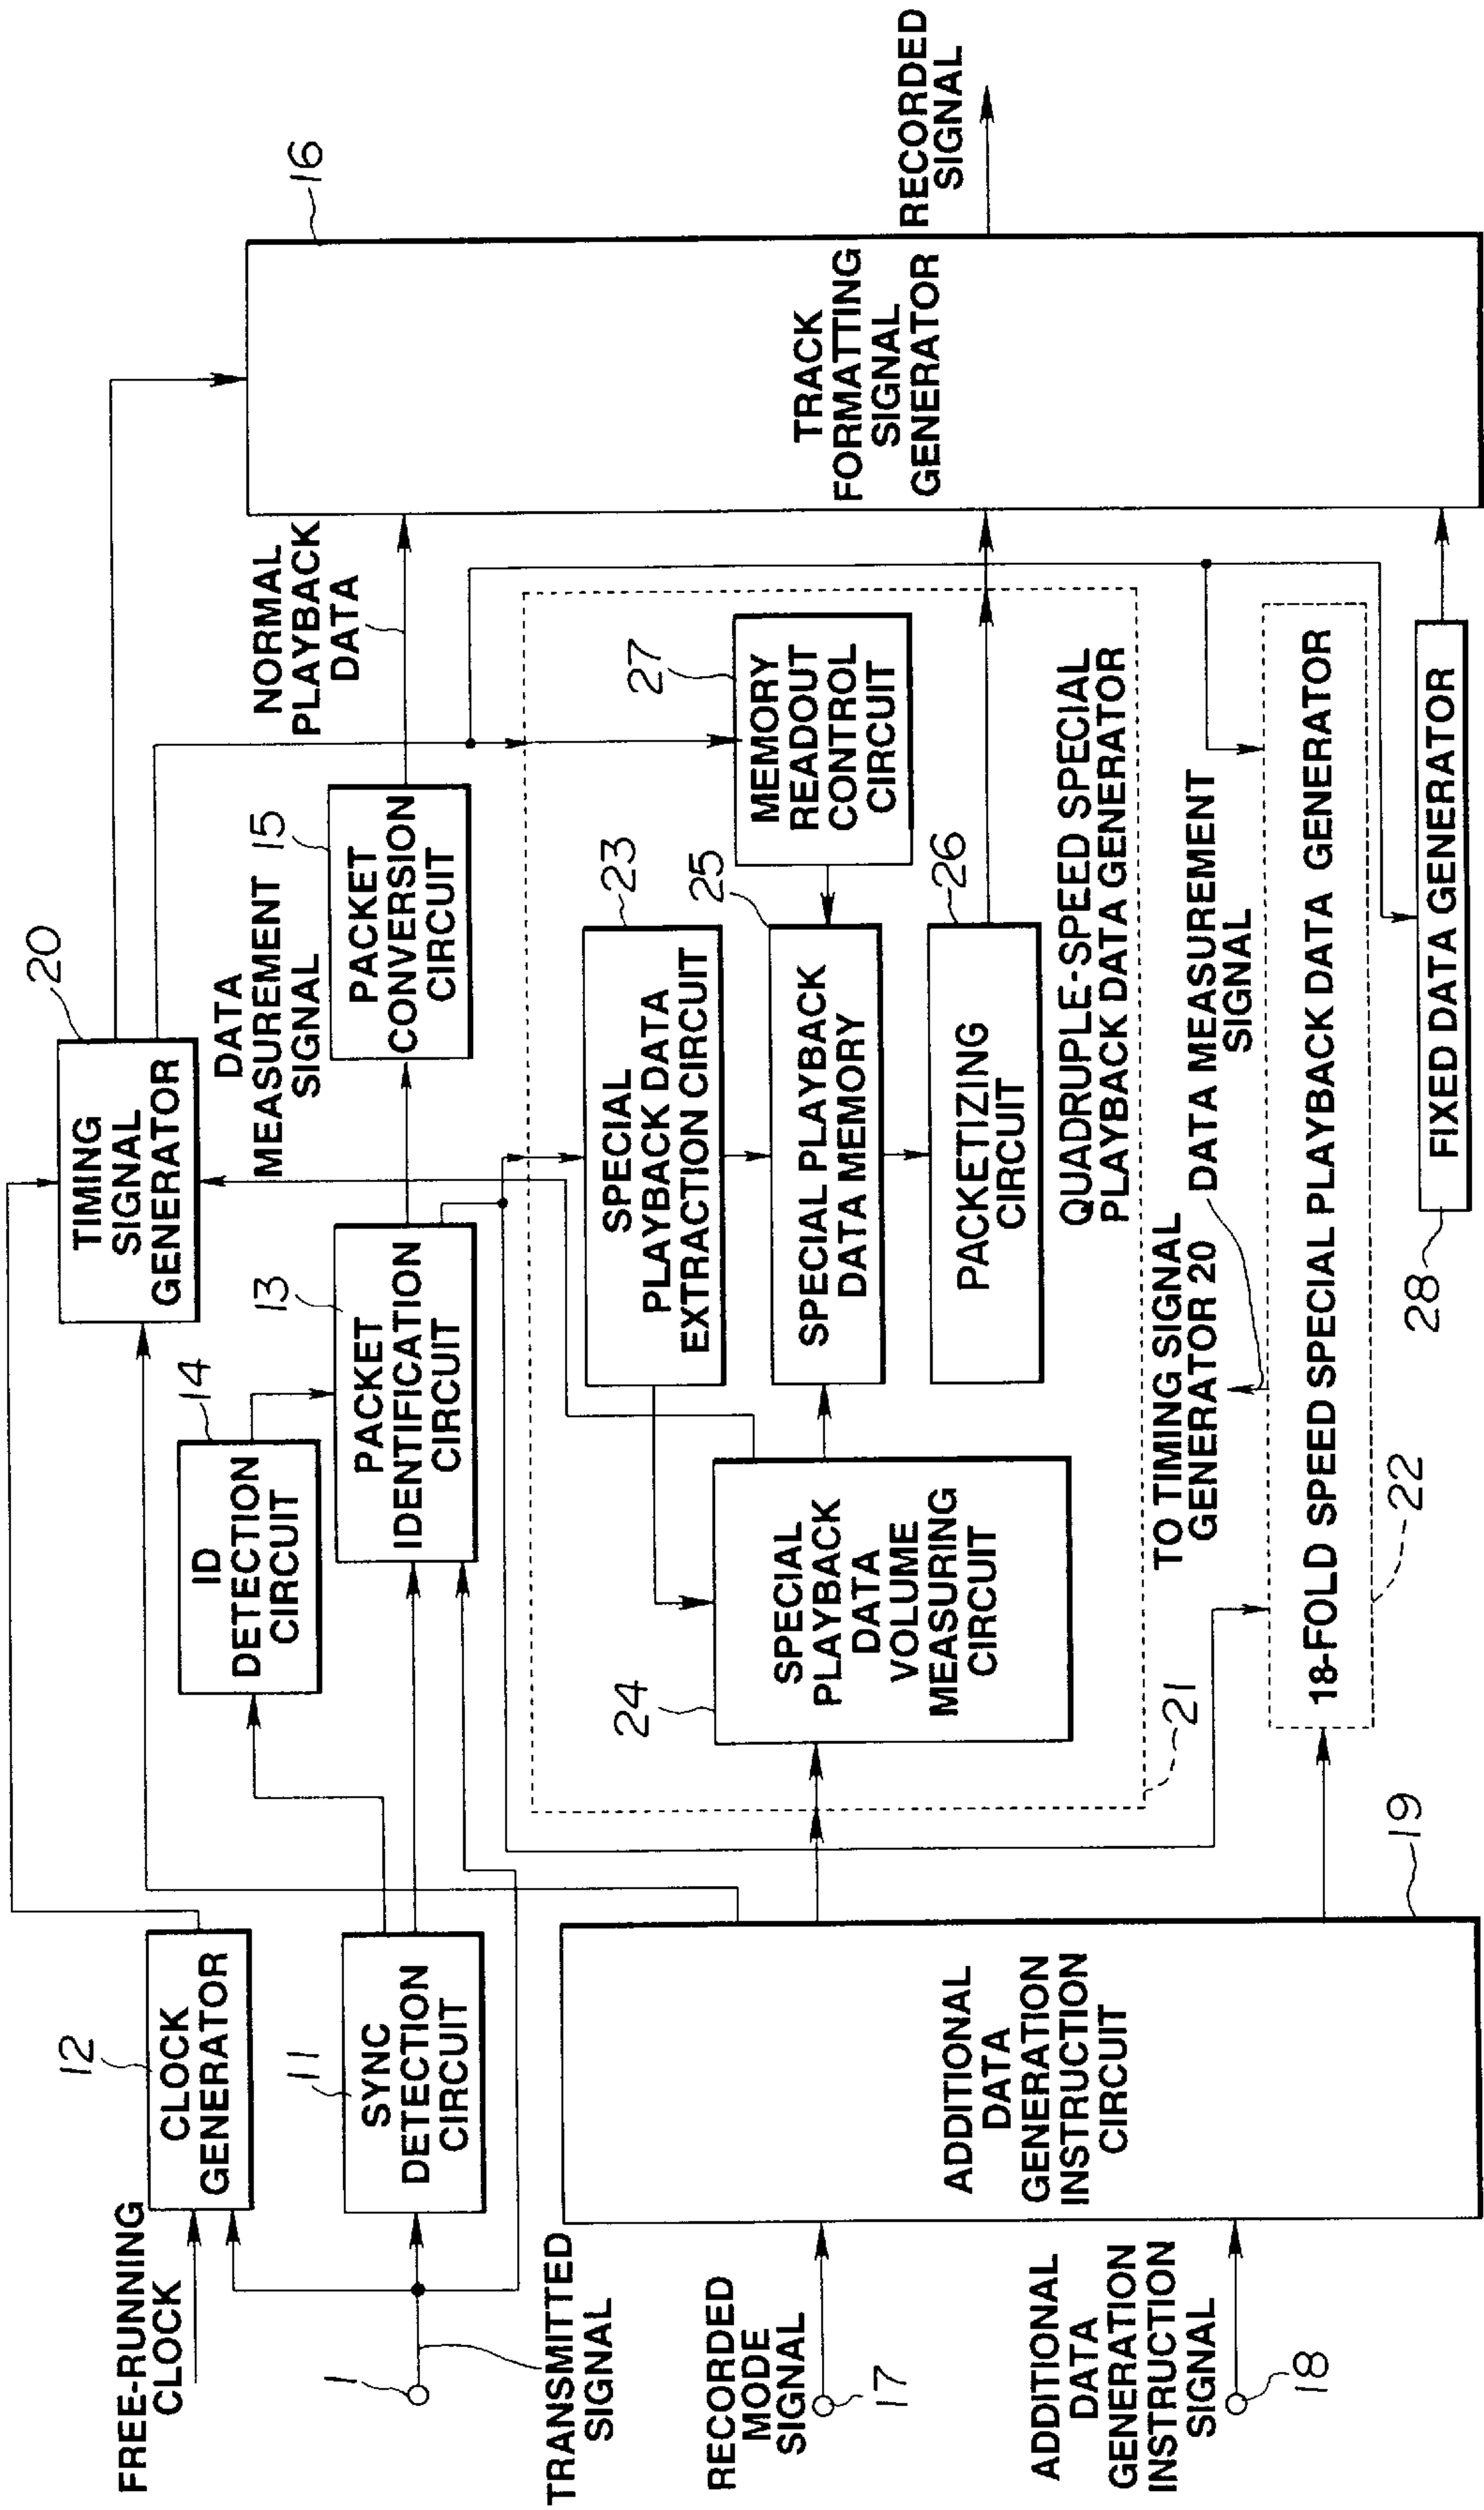 FREE-RUNNING
CLOCK
12
CLOCK
GENERATOR
20
TIMING
SIGNAL
GENERATOR
14
ID
DETECTION
CIRCUIT
1
TRANSMITTED
SIGNAL
11
SYNC
DETECTION
CIRCUIT
13
PACKET
IDENTIFICATION
CIRCUIT
DATA
MEASUREMENT
SIGNAL
15
PACKET
CONVERSION
CIRCUIT
NORMAL
PLAYBACK
DATA
16
TRACK
FORMATTING
SIGNAL
GENERATOR
RECORDED
SIGNAL
RECORDED
MODE
SIGNAL
17
ADDITIONAL
DATA
GENERATION
INSTRUCTION
SIGNAL
18
ADDITIONAL
DATA
GENERATION
INSTRUCTION
CIRCUIT
19
24
SPECIAL
PLAYBACK
DATA
VOLUME
MEASURING
CIRCUIT
21
23
SPECIAL
PLAYBACK DATA
EXTRACTION CIRCUIT
25
SPECIAL PLAYBACK
DATA MEMORY
26
PACKETIZING
CIRCUIT
27
MEMORY
READOUT
CONTROL
CIRCUIT
QUADRUPLE-SPEED SPECIAL
PLAYBACK DATA GENERATOR
TO TIMING SIGNAL
GENERATOR 20
DATA MEASUREMENT
SIGNAL
18-FOLD SPEED SPECIAL PLAYBACK DATA GENERATOR
22
28
FIXED DATA GENERATOR